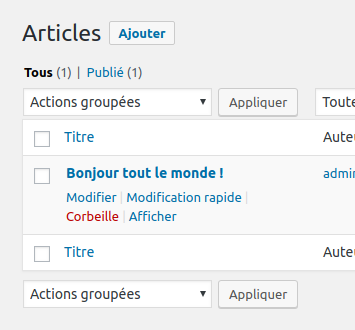 Articles Ajouter
Tous (1) | Publié (1)
Actions groupées Appliquer Toute
Titre Auteu
Bonjour tout le monde ! admin
Modifier | Modification rapide |
Corbeille | Afficher
Titre Auteu
Actions groupées Appliquer